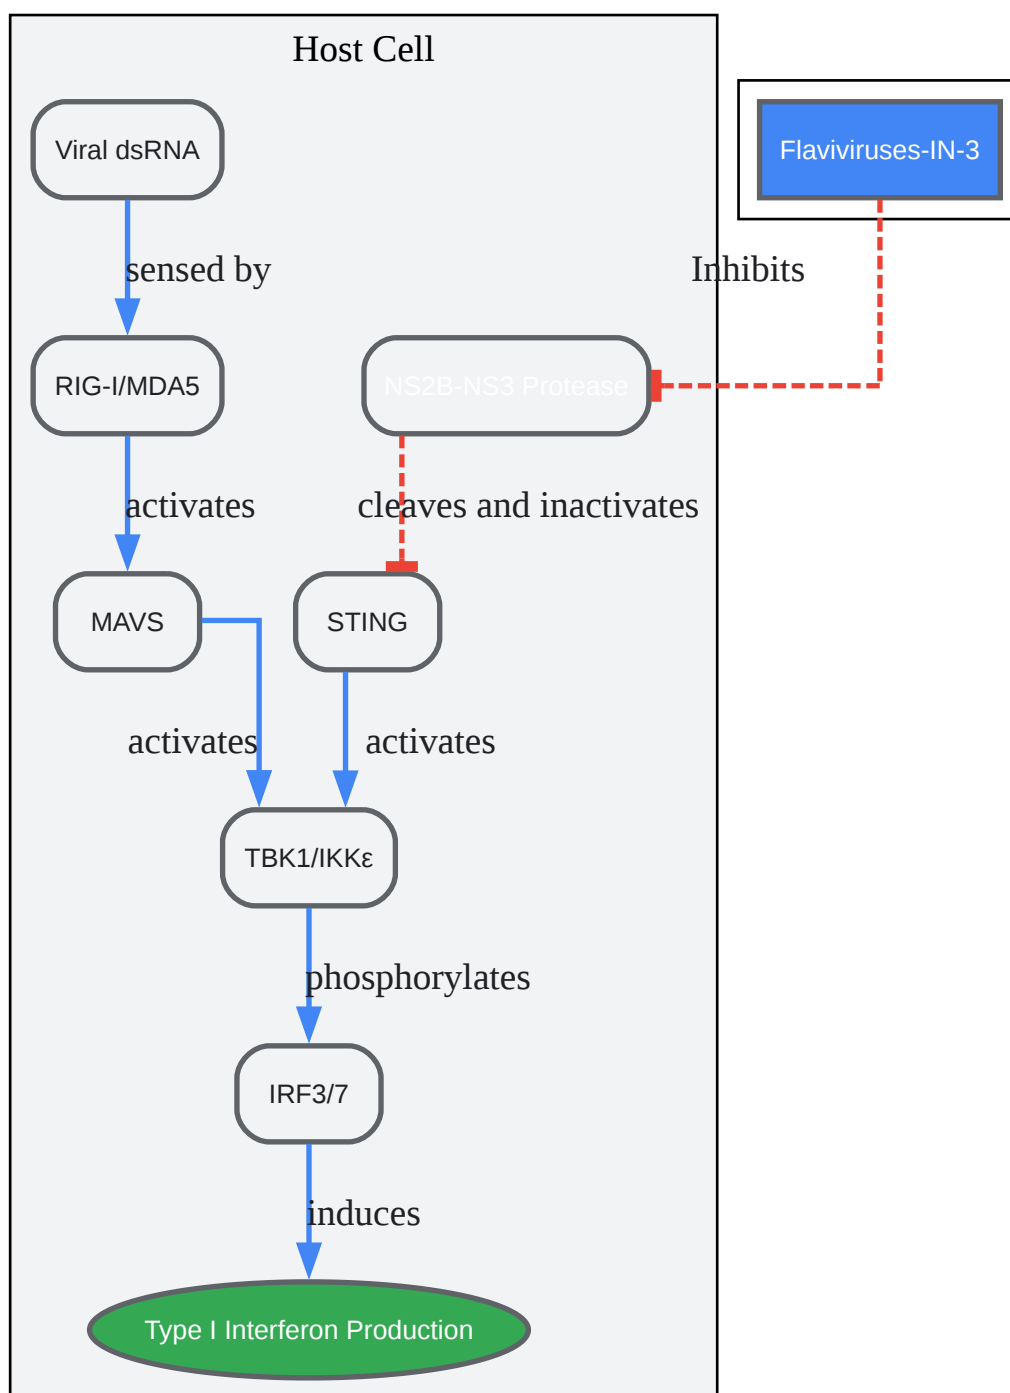 Host Cell
Viral dsRNA
Flaviviruses-IN-3
sensed by
Inhibits
RIG-I/MDA5
NS2B-NS3 Protease
activates
cleaves and inactivates
MAVS
STING
activates
activates
TBK1/IKKε
phosphorylates
IRF3/7
induces
Type I Interferon Production